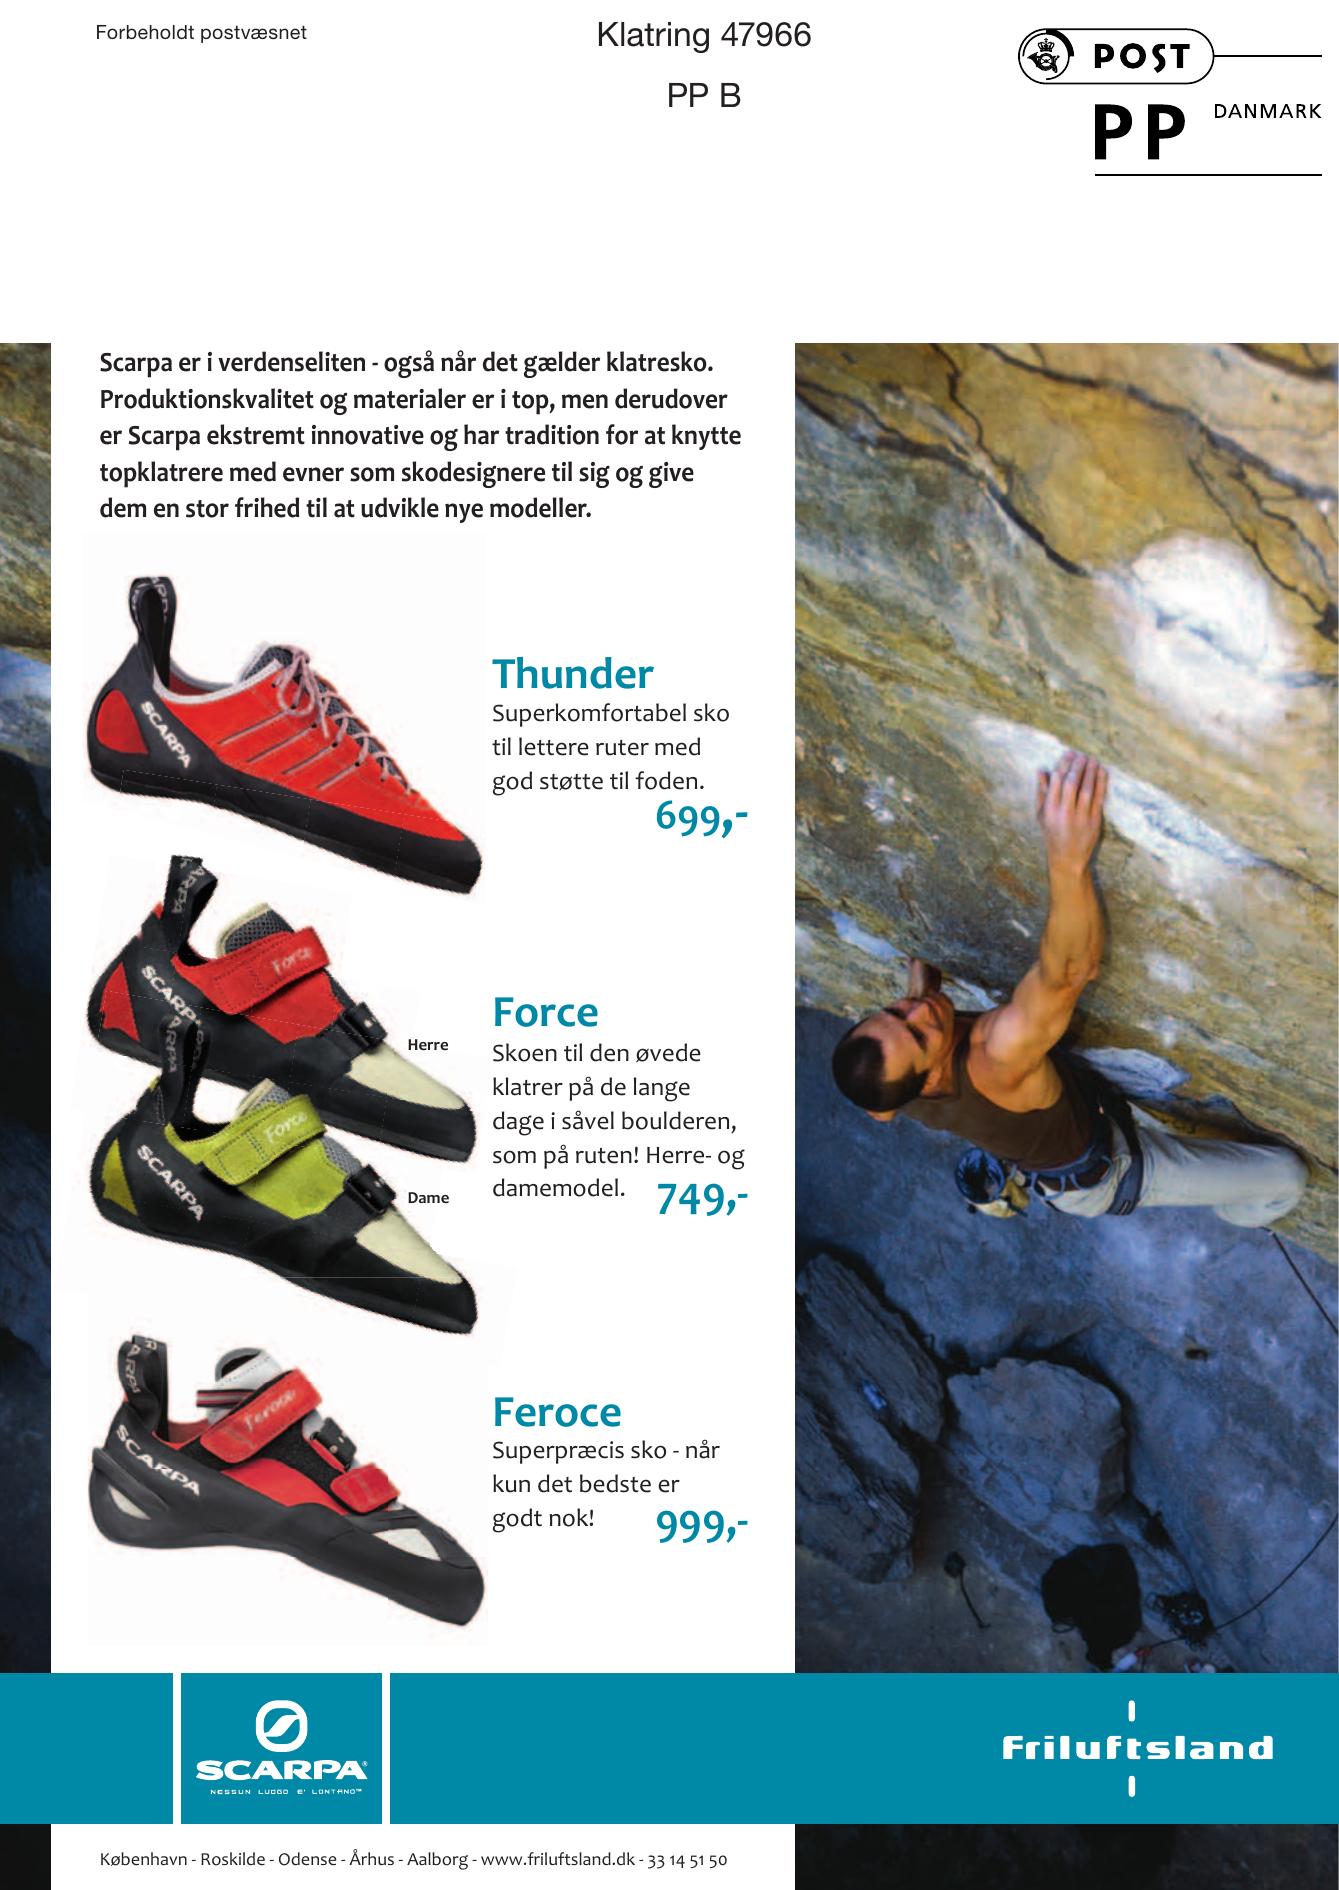 Forbeholdt postvæsnet
Klatring 47966
PP B
POST
PP DANMARK
Scarpa er i verdenseliten - også når det gælder klatresko.
Produktionskvalitet og materialer er i top, men derudover
er Scarpa ekstremt innovative og har tradition for at knytte
topklatrere med evner som skodesignere til sig og give
dem en stor frihed til at udvikle nye modeller.
SCARPA
Thunder
Superkomfortabel sko
til lettere ruter med
god støtte til foden.
699,-
ARPA
Force
SCARPA
Herre
ARPA
Force
SCARPA
Dame
Force
Skoen til den øvede
klatrer på de lange
dage i såvel boulderen,
som på ruten! Herre- og
damemodel. 749,-
ARPA
Feroce
SCARPA
Feroce
Superpræcis sko - når
kun det bedste er
godt nok! 999,-
SCARPA®
NESSUN LUOGO E' LONTANO™
Friluftsland
København - Roskilde - Odense - Århus - Aalborg - www.friluftsland.dk - 33 14 51 50